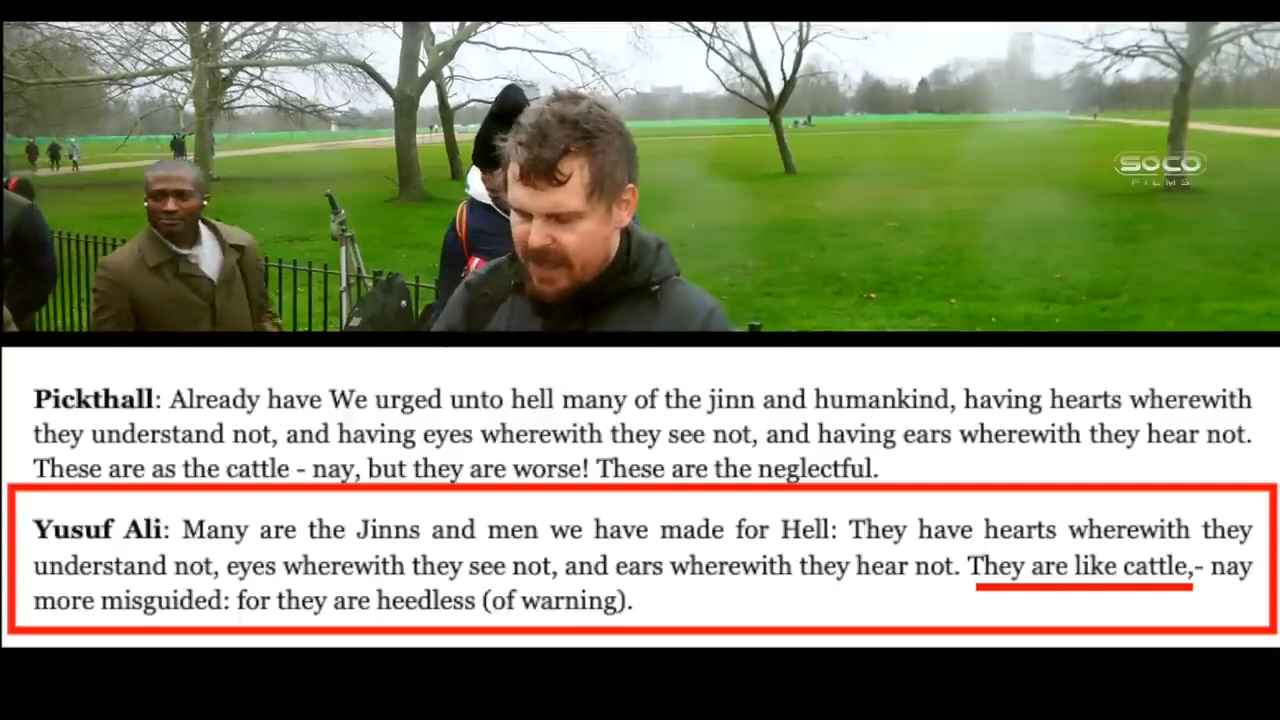 SOCO
FILMS
Pickthall: Already have We urged unto hell many of the jinn and humankind, having hearts wherewith
they understand not, and having eyes wherewith they see not, and having ears wherewith they hear not.
These are as the cattle - nay, but they are worse! These are the neglectful.
Yusuf Ali: Many are the Jinns and men we have made for Hell: They have hearts wherewith they
understand not, eyes wherewith they see not, and ears wherewith they hear not. They are like cattle,- nay
more misguided: for they are heedless (of warning).